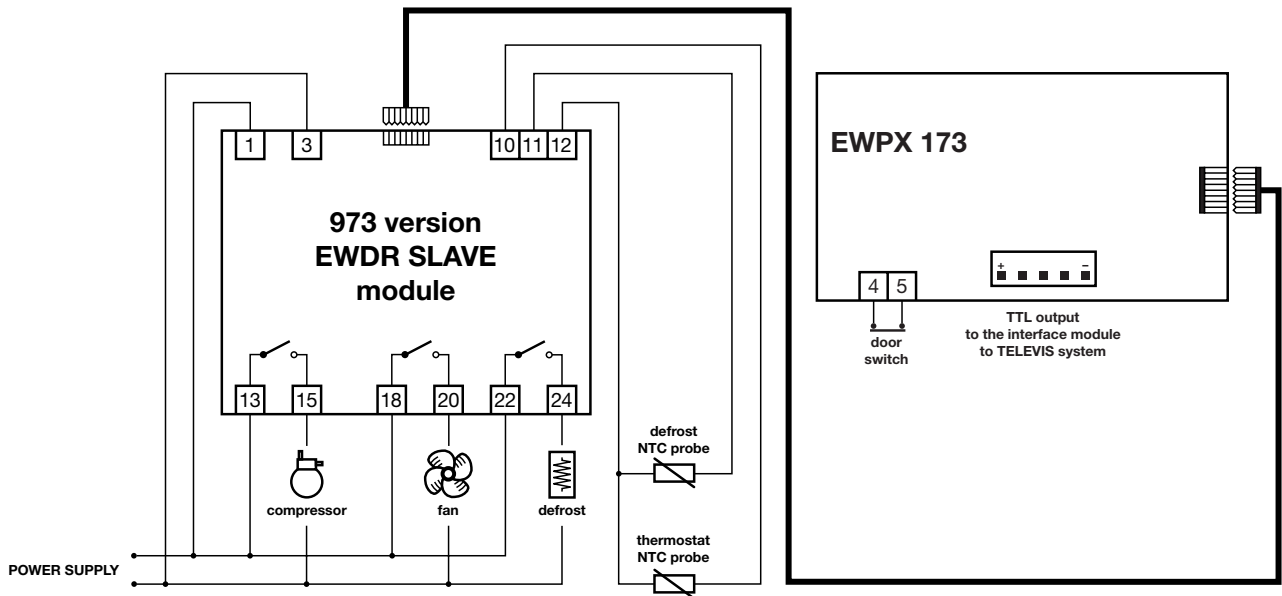 1
3
10
11
12
973 version
EWDR SLAVE
module
13
15
18
20
22
24
compressor
fan
defrost
POWER SUPPLY
defrost
NTC probe
thermostat
NTC probe
EWPX 173
4
5
door
switch
+
−
TTL output
to the interface module
to TELEVIS system